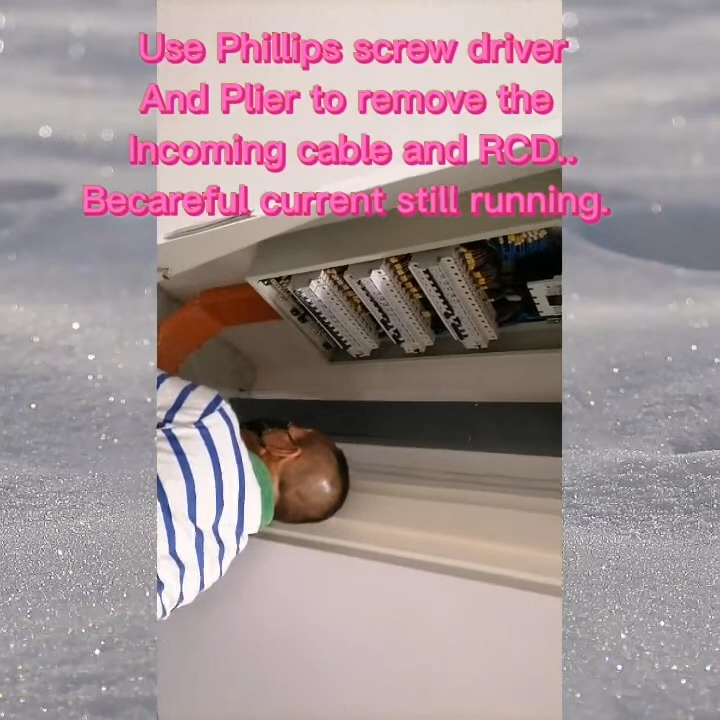 Use Phillips screw driver
And Plier to remove the
Incoming cable and RCD..
Becareful current still running.